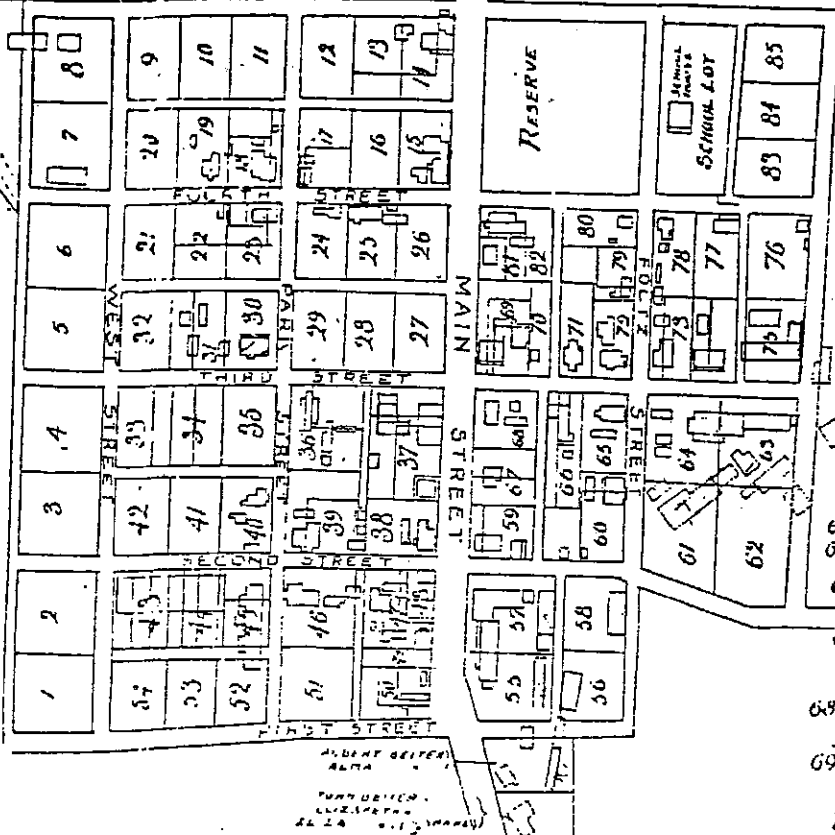 8 9 10 11 12 13 14
RESERVE
SCHOOL LOT
85
84
83
7 20 19 17 16 15
STREET
6 21 22 23 24 25 26
81 82 80 79 78 77 76
WEST
PARK
MAIN
FOLTZ
5 32 31 30 29 28 27
69 70 71 72 73 75
THIRD STREET
4 33 34 35 36 37
68 67 66 65 64 63
STREET
STREET
STREET
STREET
3 42 41 40 39 38
59 60 61 62
SECOND STREET
2 43 44 45 46
57 58
1 54 53 52 51 50
55 56
FIRST STREET
ALBERT BEITER
ALMA
69